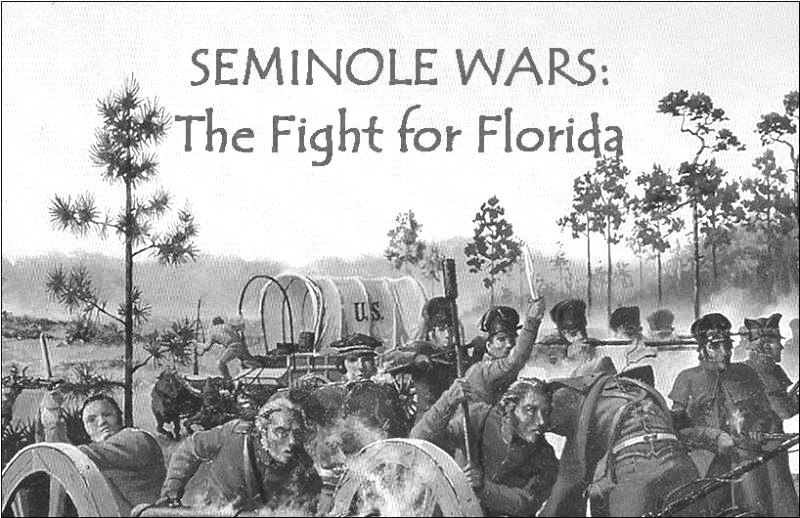 SEMINOLE WARS:
The Fight for Florida
U.S.